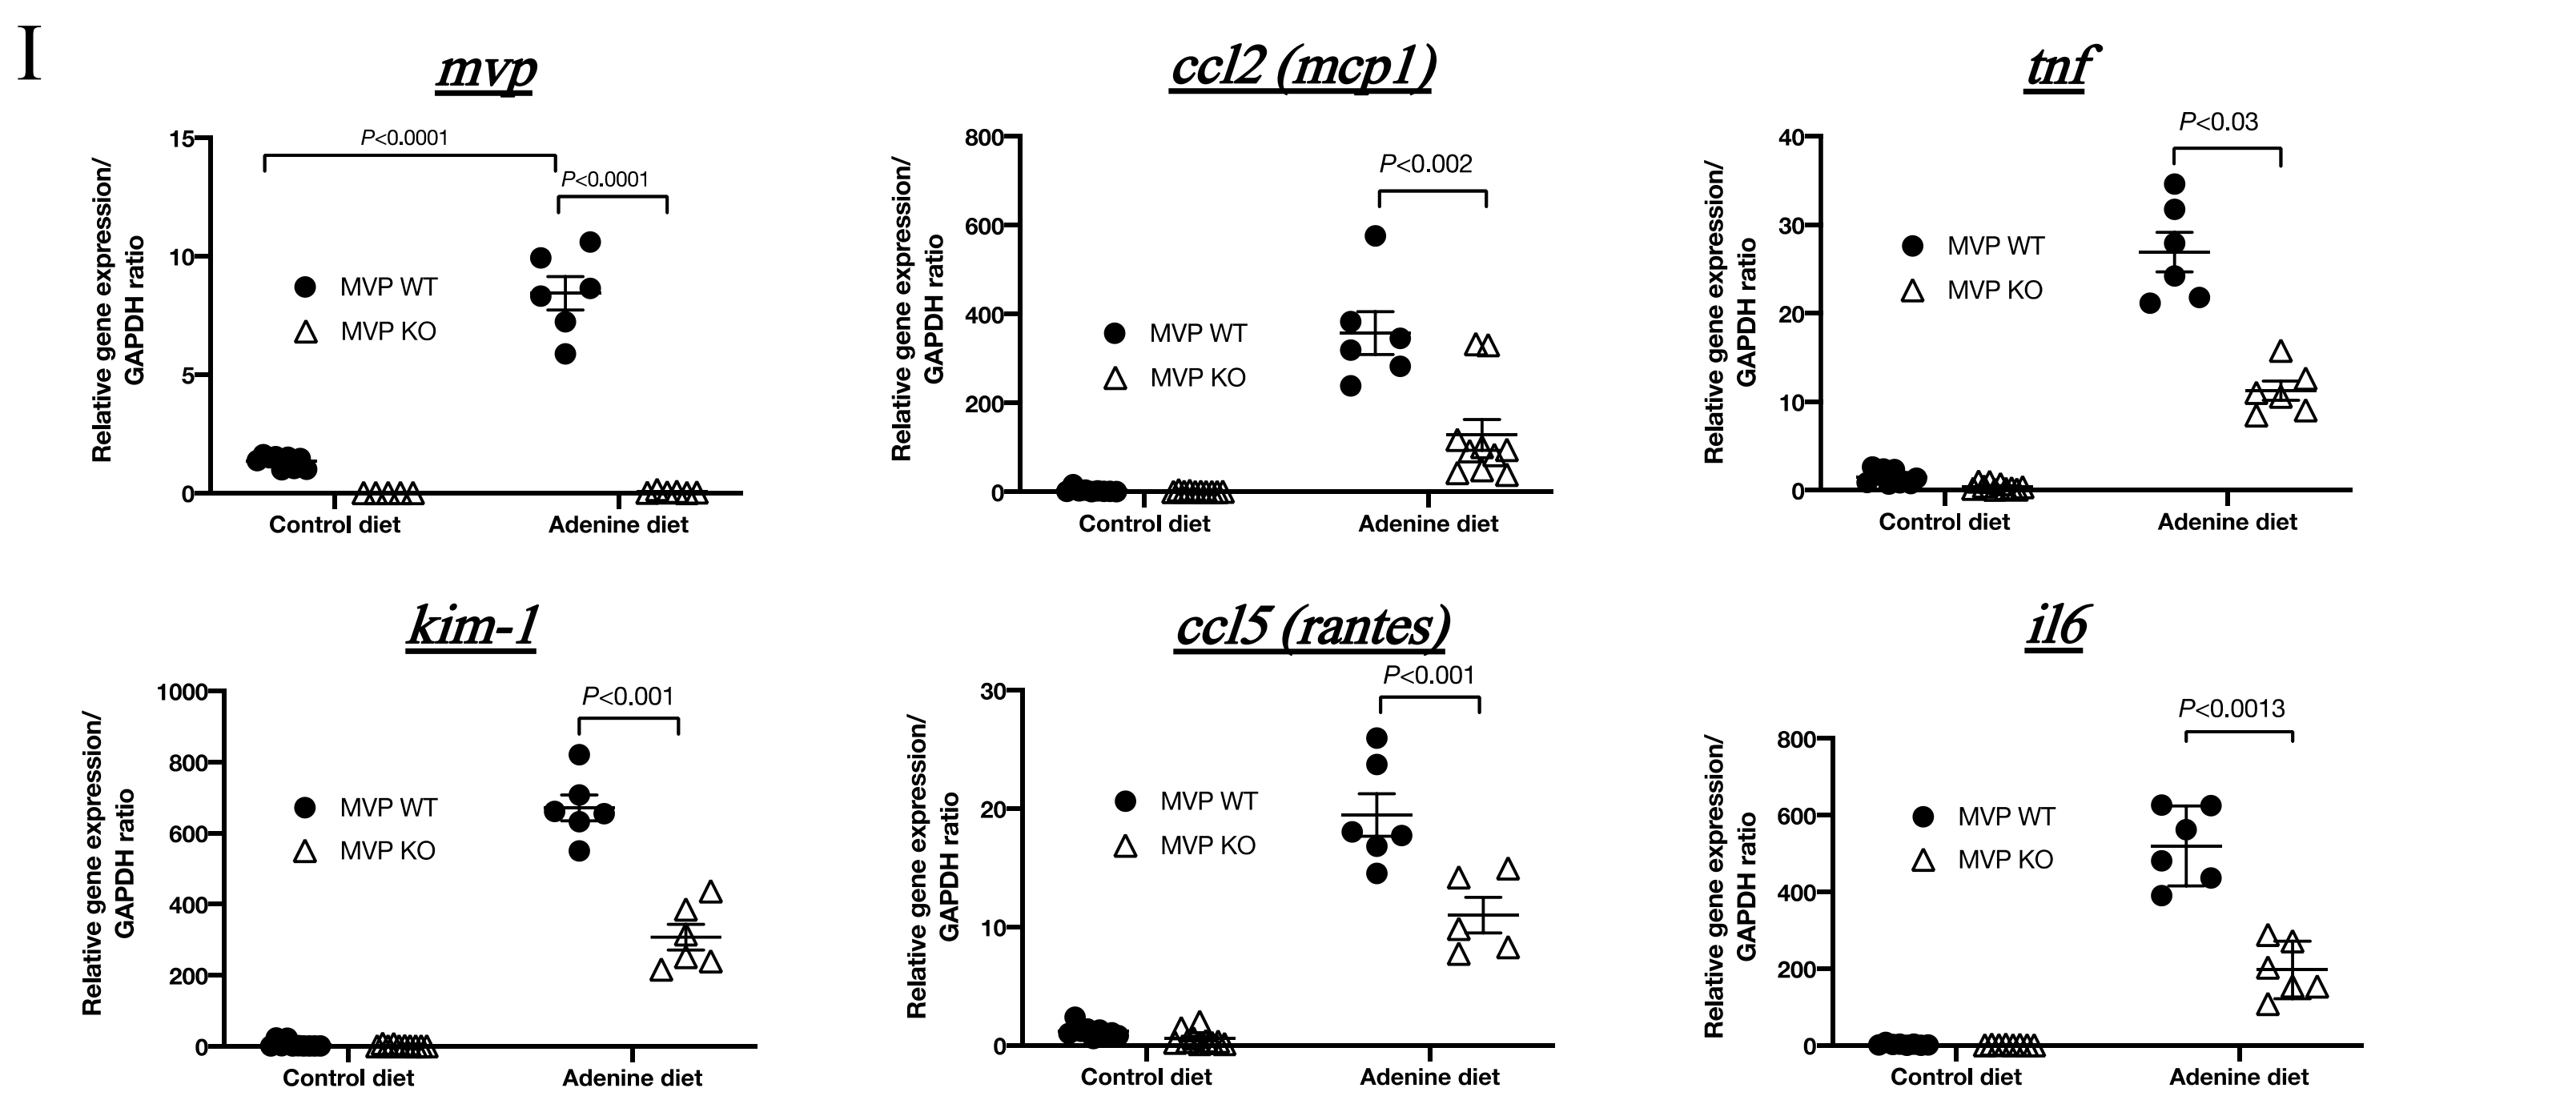 I
mvp
15
10
5
0
Relative gene expression/
GAPDH ratio
P<0.0001
P<0.0001
MVP WT
MVP KO
Control diet
Adenine diet
ccl2 (mcp1)
800
600
400
200
0
Relative gene expression/
GAPDH ratio
P<0.002
MVP WT
MVP KO
Control diet
Adenine diet
tnf
40
30
20
10
0
Relative gene expression/
GAPDH ratio
P<0.03
MVP WT
MVP KO
Control diet
Adenine diet
kim-1
1000
800
600
400
200
0
Relative gene expression/
GAPDH ratio
P<0.001
MVP WT
MVP KO
Control diet
Adenine diet
ccl5 (rantes)
30
20
10
0
Relative gene expression/
GAPDH ratio
P<0.001
MVP WT
MVP KO
Control diet
Adenine diet
il6
800
600
400
200
0
Relative gene expression/
GAPDH ratio
P<0.0013
MVP WT
MVP KO
Control diet
Adenine diet